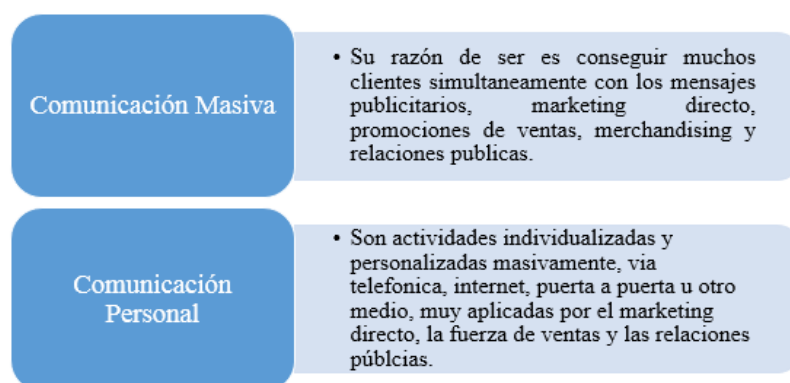 Comunicación Masiva
• Su razón de ser es conseguir muchos
clientes simultaneamente con los mensajes
publicitarios, marketing directo,
promociones de ventas, merchandising y
relaciones publicas.
Comunicación
Personal
• Son actividades individualizadas y
personalizadas masivamente, via
telefonica, internet, puerta a puerta u otro
medio, muy aplicadas por el marketing
directo, la fuerza de ventas y las relaciones
públcias.